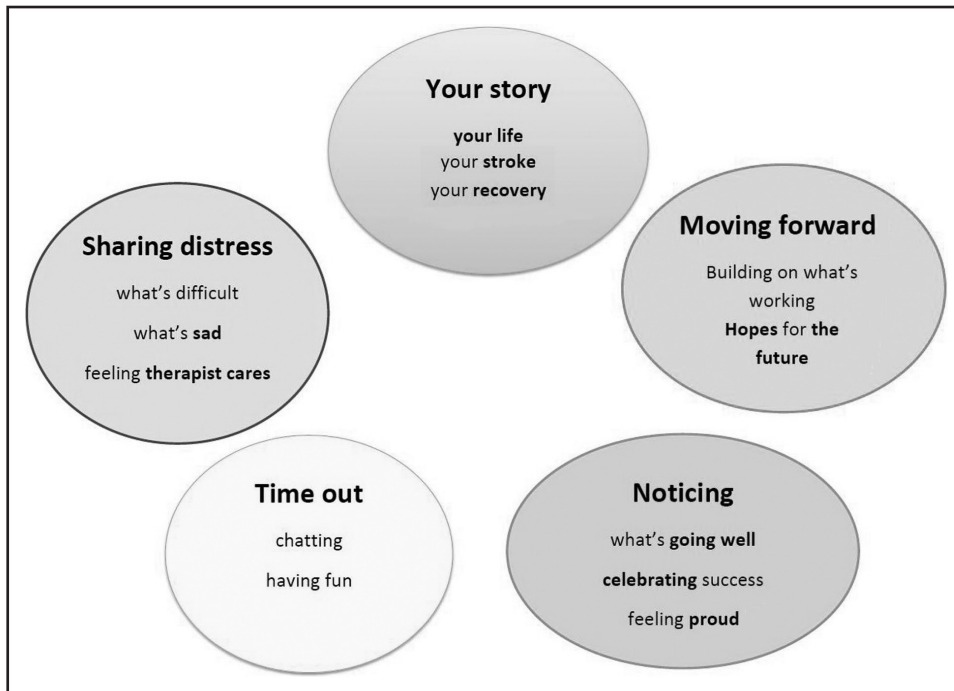 Your story
your life
your stroke
your recovery
Sharing distress
what's difficult
what's sad
feeling therapist cares
Moving forward
Building on what's
working
Hopes for the
future
Time out
chatting
having fun
Noticing
what's going well
celebrating success
feeling proud